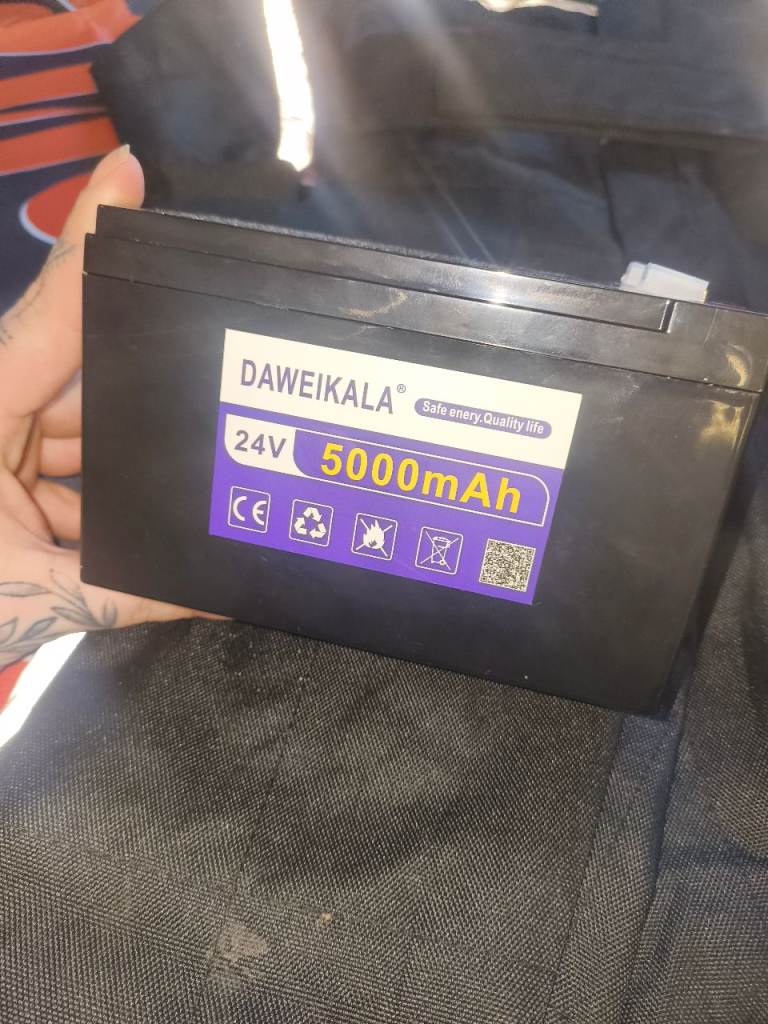 DAWEIKALA®
Safe enery.Quality life
24V
5000mAh
CE